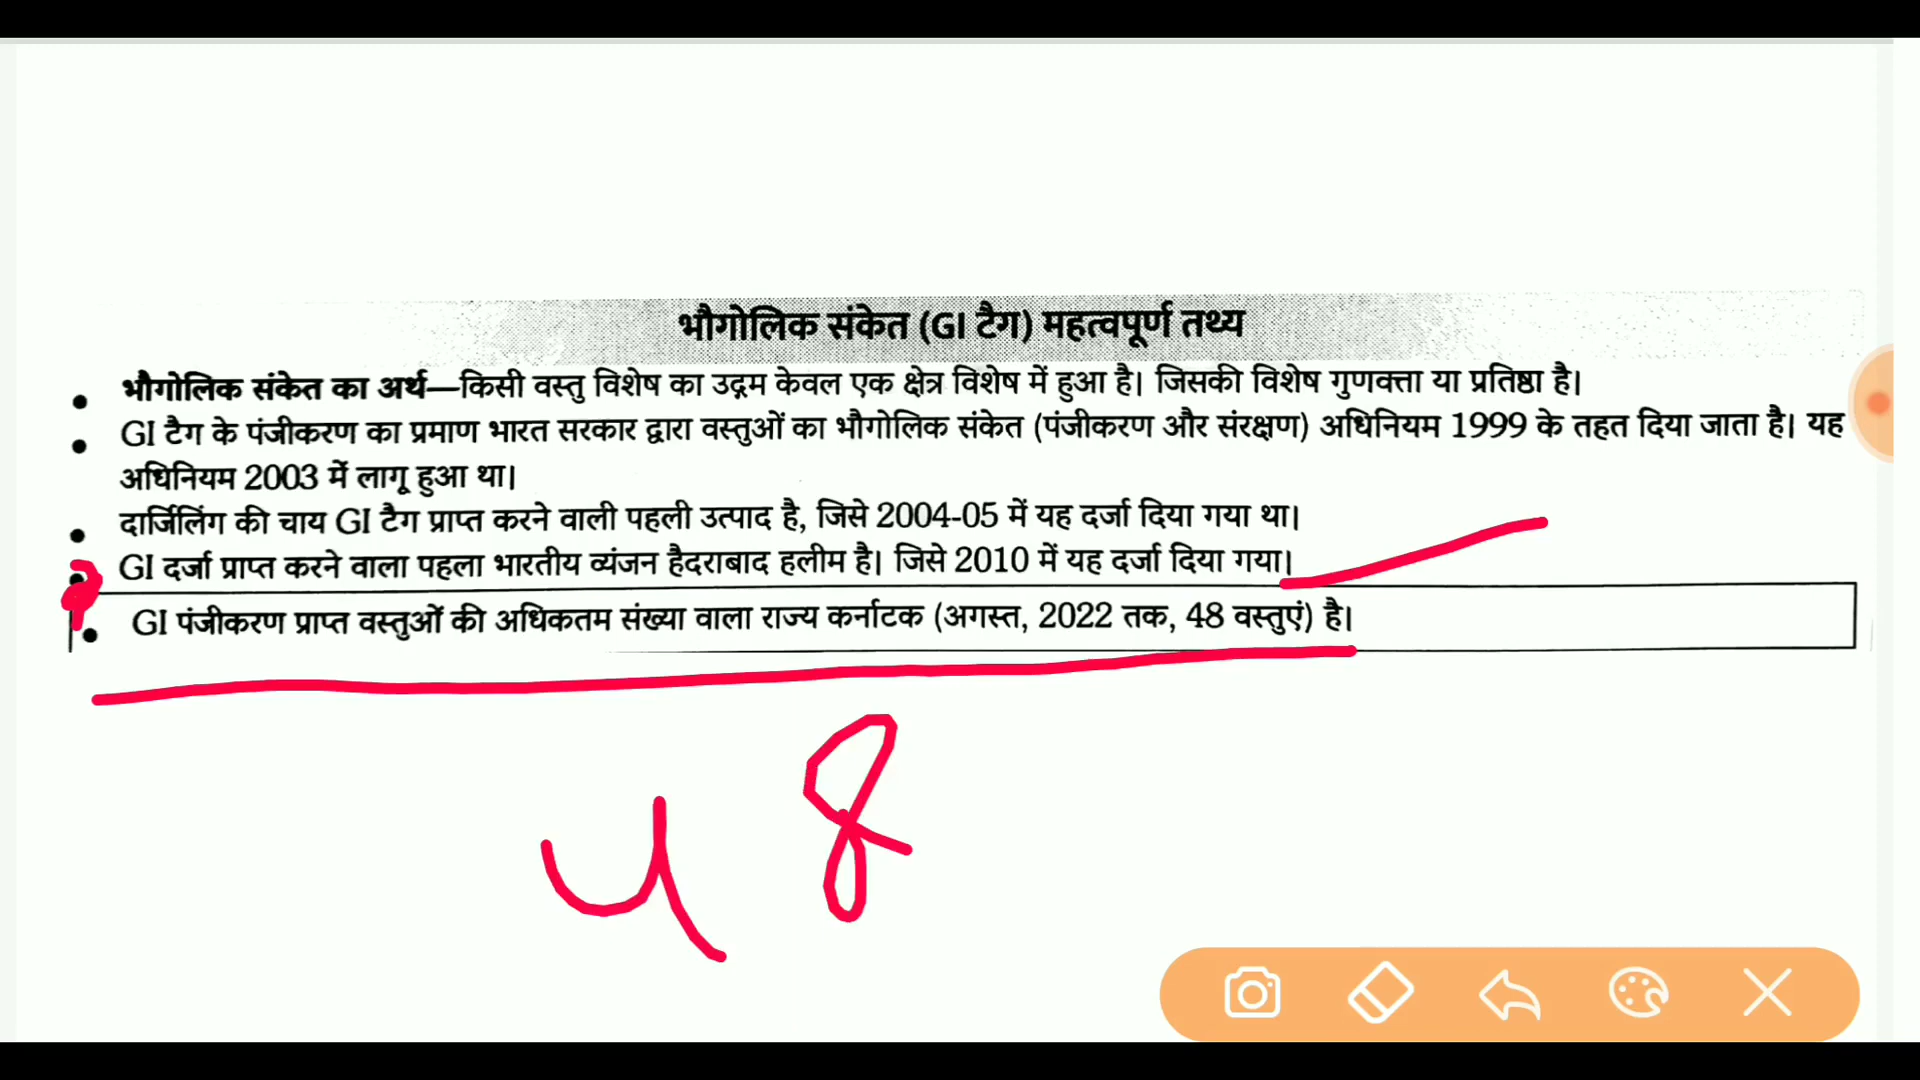 भौगोलिक संकेत (GI टैग) महत्वपूर्ण तथ्य
• भौगोलिक संकेत का अर्थ—किसी वस्तु विशेष का उद्गम केवल एक क्षेत्र विशेष में हुआ है। जिसकी विशेष गुणवत्ता या प्रतिष्ठा है।
• GI टैग के पंजीकरण का प्रमाण भारत सरकार द्वारा वस्तुओं का भौगोलिक संकेत (पंजीकरण और संरक्षण) अधिनियम 1999 के तहत दिया जाता है। यह
अधिनियम 2003 में लागू हुआ था।
• दार्जिलिंग की चाय GI टैग प्राप्त करने वाली पहली उत्पाद है, जिसे 2004-05 में यह दर्जा दिया गया था।
• GI दर्जा प्राप्त करने वाला पहला भारतीय व्यंजन हैदराबाद हलीम है। जिसे 2010 में यह दर्जा दिया गया।
• GI पंजीकरण प्राप्त वस्तुओं की अधिकतम संख्या वाला राज्य कर्नाटक (अगस्त, 2022 तक, 48 वस्तुएं) है।
48